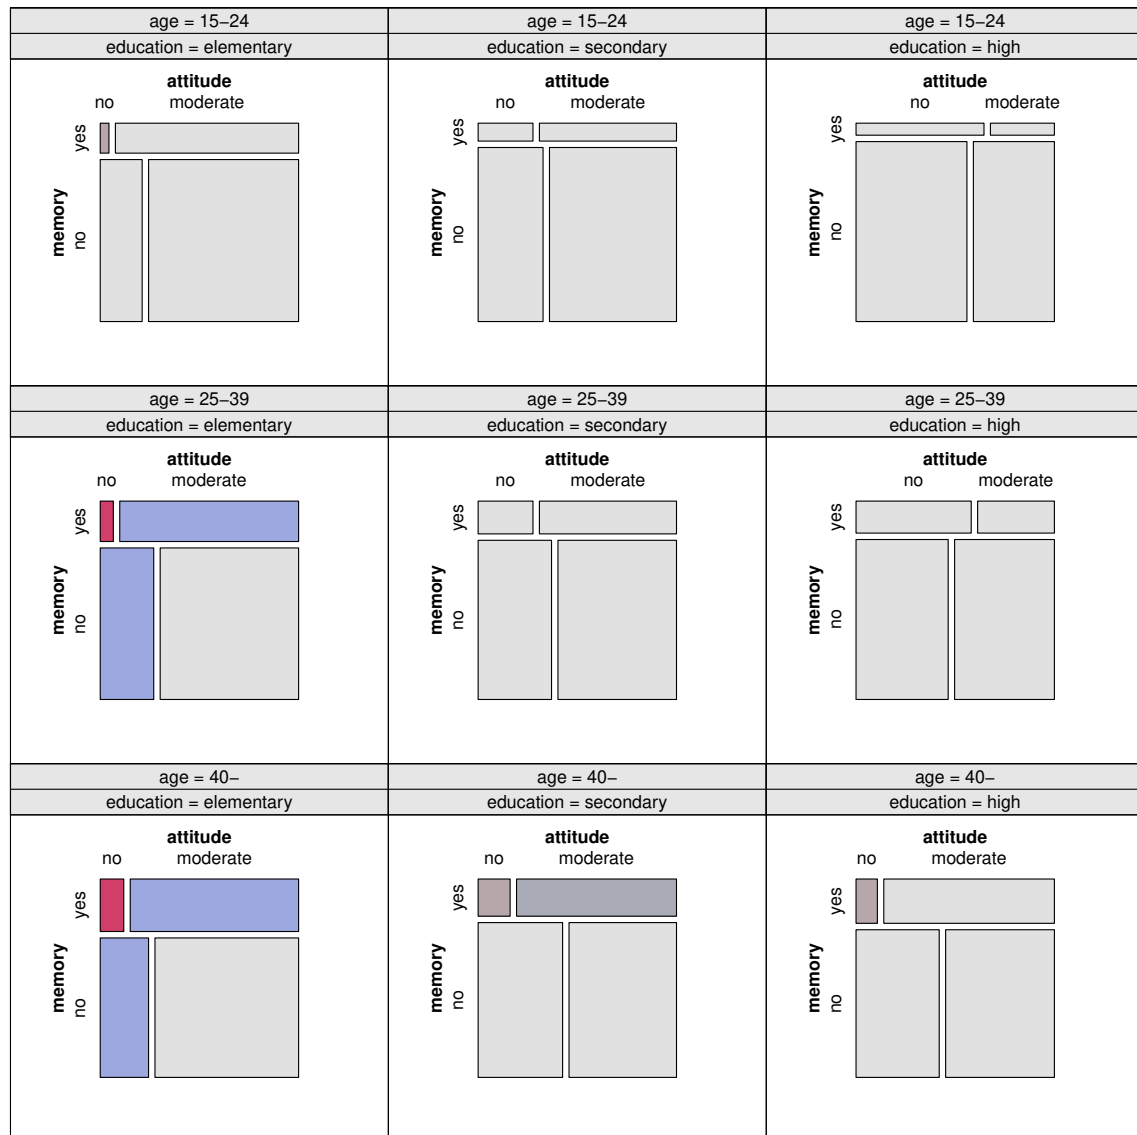 age = 15−24
education = elementary
attitude
no moderate
memory
yes
no
age = 15−24
education = secondary
attitude
no moderate
memory
yes
no
age = 15−24
education = high
attitude
no moderate
memory
yes
no
age = 25−39
education = elementary
attitude
no moderate
memory
yes
no
age = 25−39
education = secondary
attitude
no moderate
memory
yes
no
age = 25−39
education = high
attitude
no moderate
memory
yes
no
age = 40−
education = elementary
attitude
no moderate
memory
yes
no
age = 40−
education = secondary
attitude
no moderate
memory
yes
no
age = 40−
education = high
attitude
no moderate
memory
yes
no